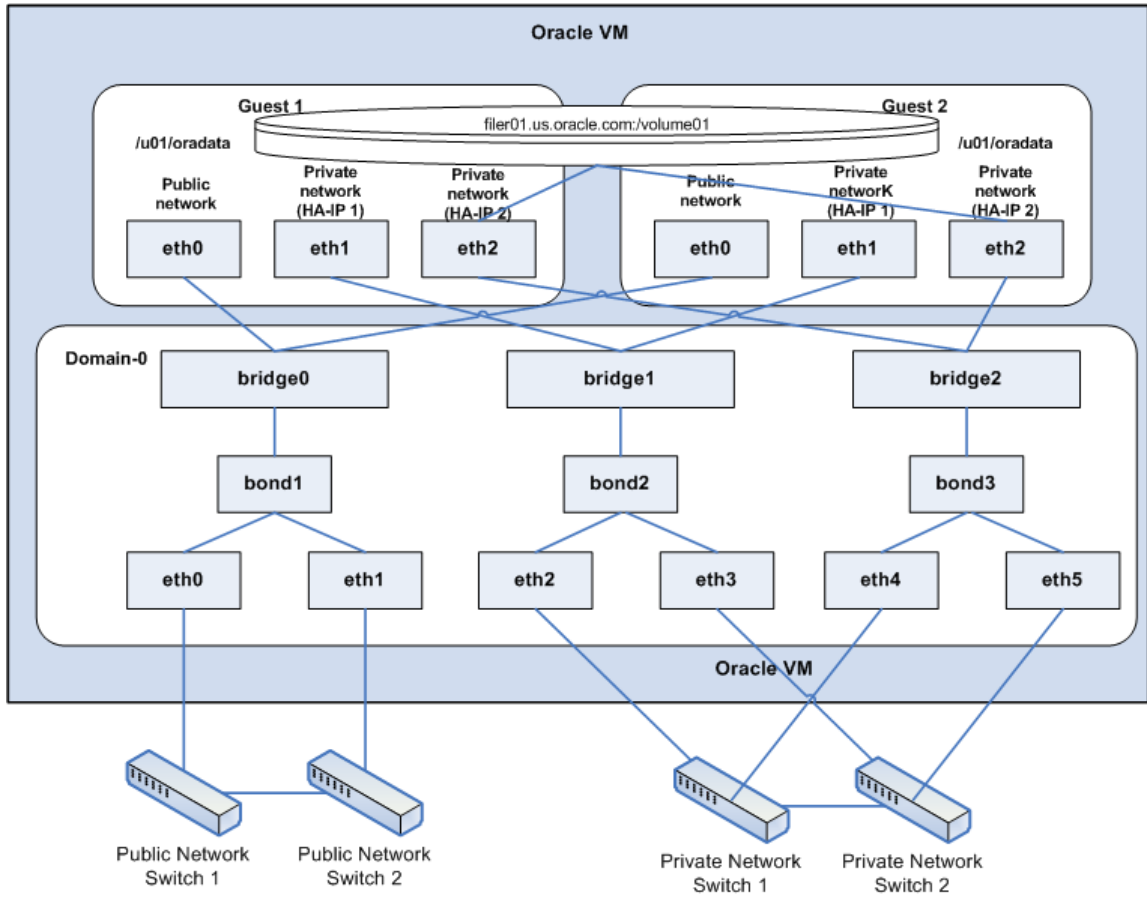 Oracle VM
Guest 1
Guest 2
filer01.us.oracle.com:/volume01
/u01/oradata
/u01/oradata
Public
network
Private
network
(HA-IP 1)
Private
network
(HA-IP 2)
Public
network
Private
networK
(HA-IP 1)
Private
network
(HA-IP 2)
eth0
eth1
eth2
eth0
eth1
eth2
Domain-0
bridge0
bridge1
bridge2
bond1
bond2
bond3
eth0
eth1
eth2
eth3
eth4
eth5
Oracle VM
Public Network
Switch 1
Public Network
Switch 2
Private Network
Switch 1
Private Network
Switch 2